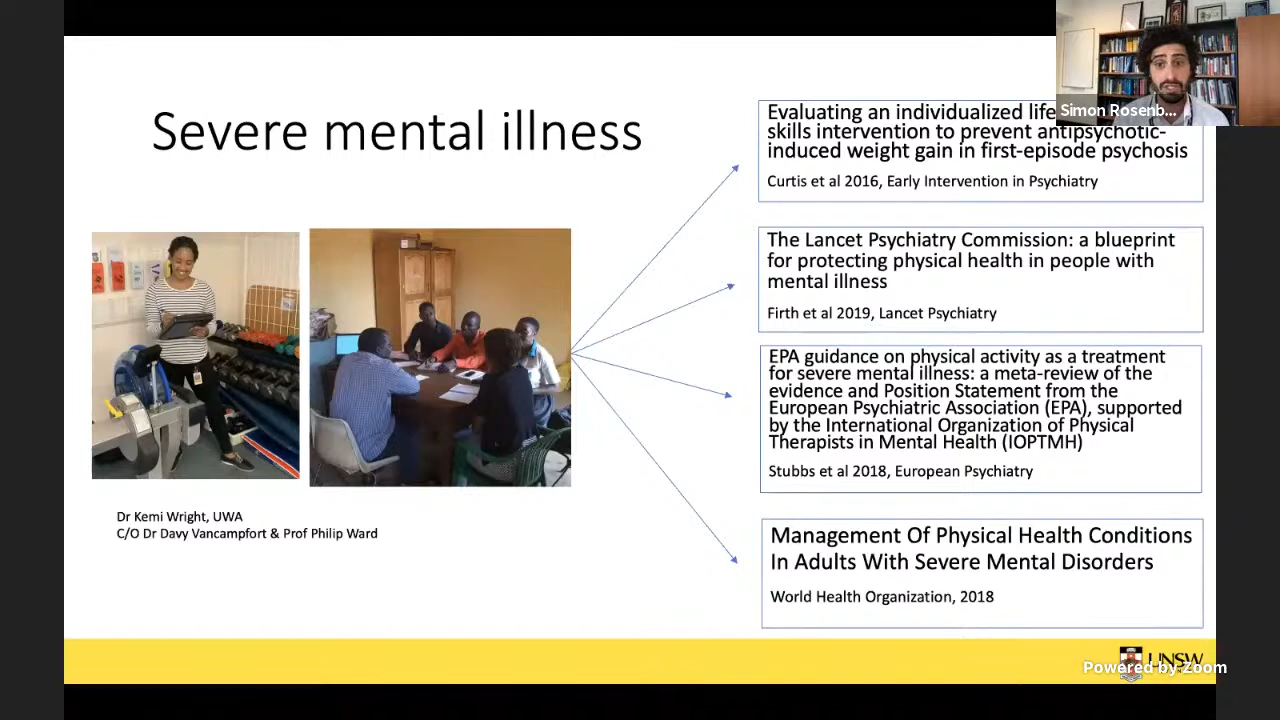 Severe mental illness
Simon Rosenb...
Evaluating an individualized life
skills intervention to prevent antipsychotic-
induced weight gain in first-episode psychosis
Curtis et al 2016, Early Intervention in Psychiatry
The Lancet Psychiatry Commission: a blueprint
for protecting physical health in people with
mental illness
Firth et al 2019, Lancet Psychiatry
EPA guidance on physical activity as a treatment
for severe mental illness: a meta-review of the
evidence and Position Statement from the
European Psychiatric Association (EPA), supported
by the International Organization of Physical
Therapists in Mental Health (IOPTMH)
Stubbs et al 2018, European Psychiatry
Management Of Physical Health Conditions
In Adults With Severe Mental Disorders
World Health Organization, 2018
Dr Kemi Wright, UWA
C/O Dr Davy Vancampfort & Prof Philip Ward
UNSW
Powered by Zoom